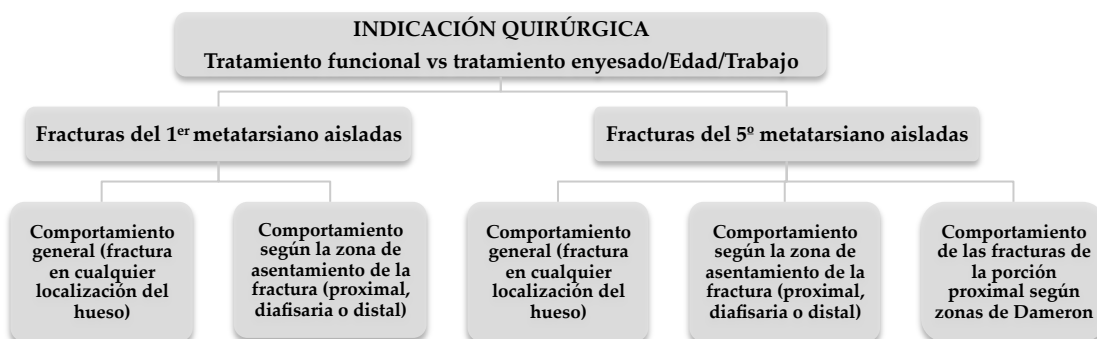 INDICACIÓN QUIRÚRGICA
Tratamiento funcional vs tratamiento enyesado/Edad/Trabajo
Fracturas del 1er metatarsiano aisladas
Fracturas del 5º metatarsiano aisladas
Comportamiento
general (fractura
en cualquier
localización del
hueso)
Comportamiento
según la zona de
asentamiento de la
fractura (proximal,
diafisaria o distal)
Comportamiento
general (fractura
en cualquier
localización del
hueso)
Comportamiento
según la zona de
asentamiento de la
fractura (proximal,
diafisaria o distal)
Comportamiento
de las fracturas de
la porción
proximal según
zonas de Dameron